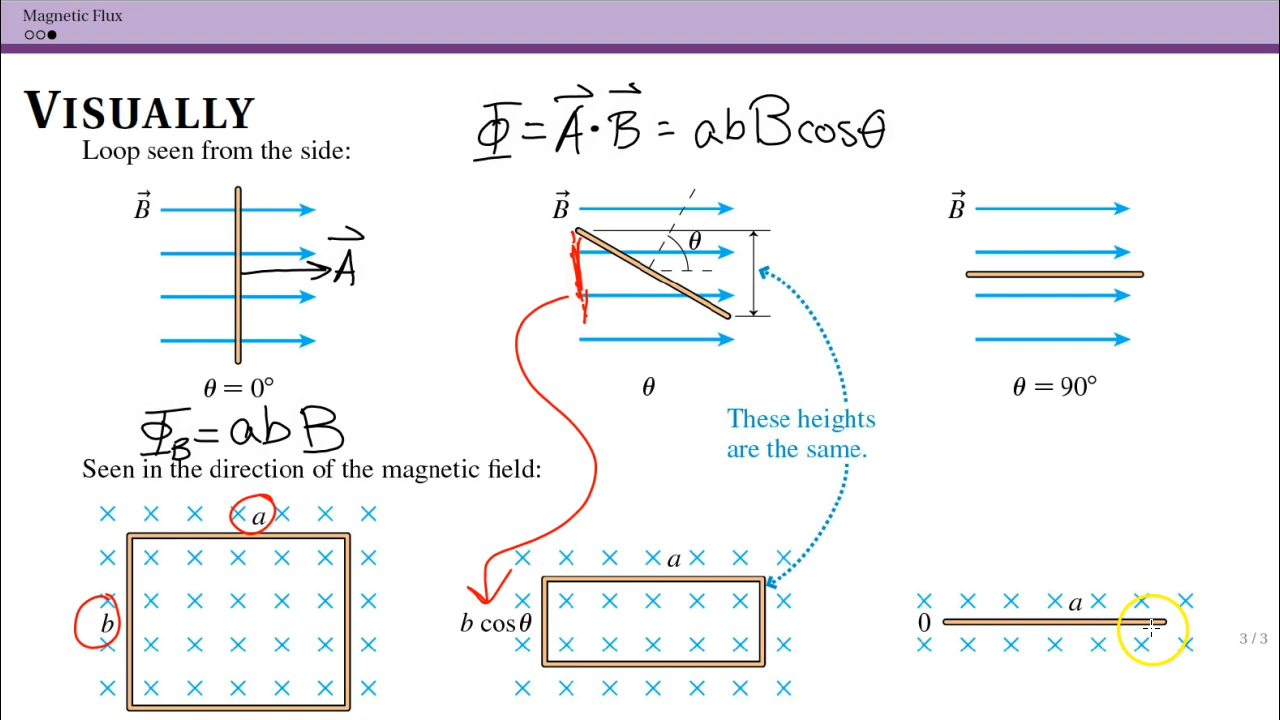 Magnetic Flux
VISUALLY
Φ = A⃗ · B⃗ = abBcosθ
Loop seen from the side:
B⃗
A⃗
θ = 0°
B⃗
θ
θ
B⃗
θ = 90°
These heights
are the same.
Φ_B = abB
Seen in the direction of the magnetic field:
a
b
a
b cosθ
a
0
3 / 3